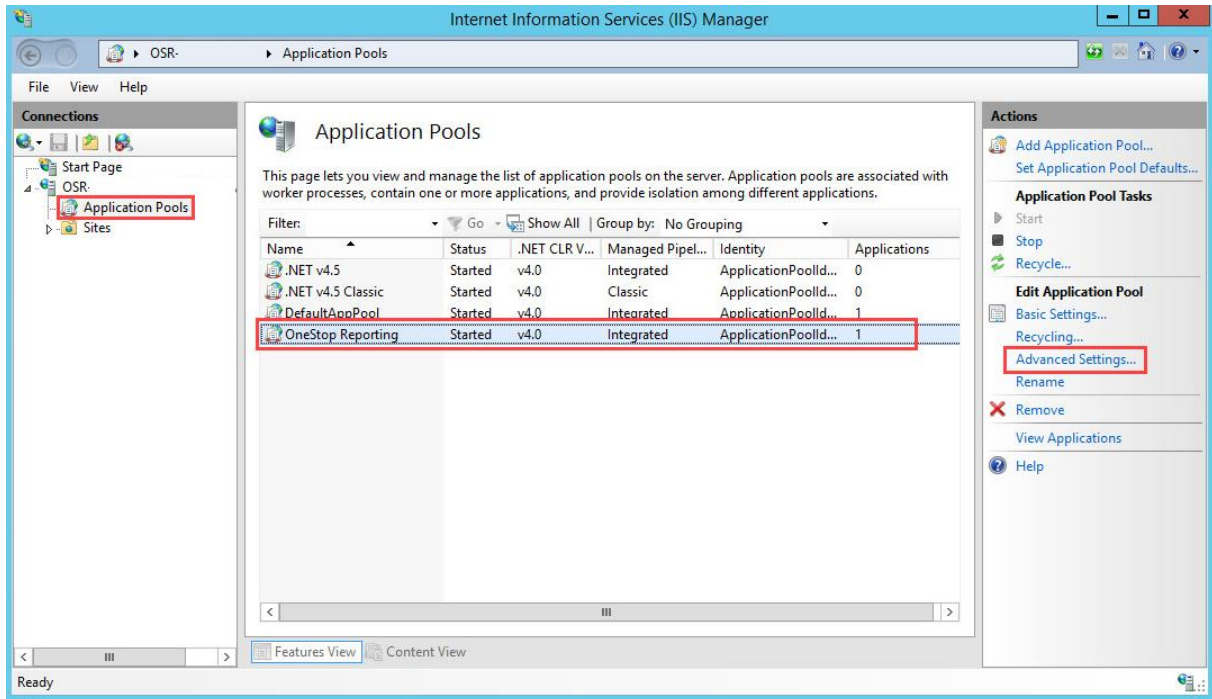 Internet Information Services (IIS) Manager
OSR-
Application Pools
File View Help
Connections
Start Page
OSR-
Application Pools
Sites
Application Pools
This page lets you view and manage the list of application pools on the server. Application pools are associated with
worker processes, contain one or more applications, and provide isolation among different applications.
Filter: Go Show All Group by: No Grouping
Name Status .NET CLR V... Managed Pipel... Identity Applications
.NET v4.5 Started v4.0 Integrated ApplicationPoolId... 0
.NET v4.5 Classic Started v4.0 Classic ApplicationPoolId... 0
DefaultAppPool Started v4.0 Integrated ApplicationPoolId... 1
OneStop Reporting Started v4.0 Integrated ApplicationPoolId... 1
Features View Content View
Actions
Add Application Pool...
Set Application Pool Defaults...
Application Pool Tasks
Start
Stop
Recycle...
Edit Application Pool
Basic Settings...
Recycling...
Advanced Settings...
Rename
Remove
View Applications
Help
Ready